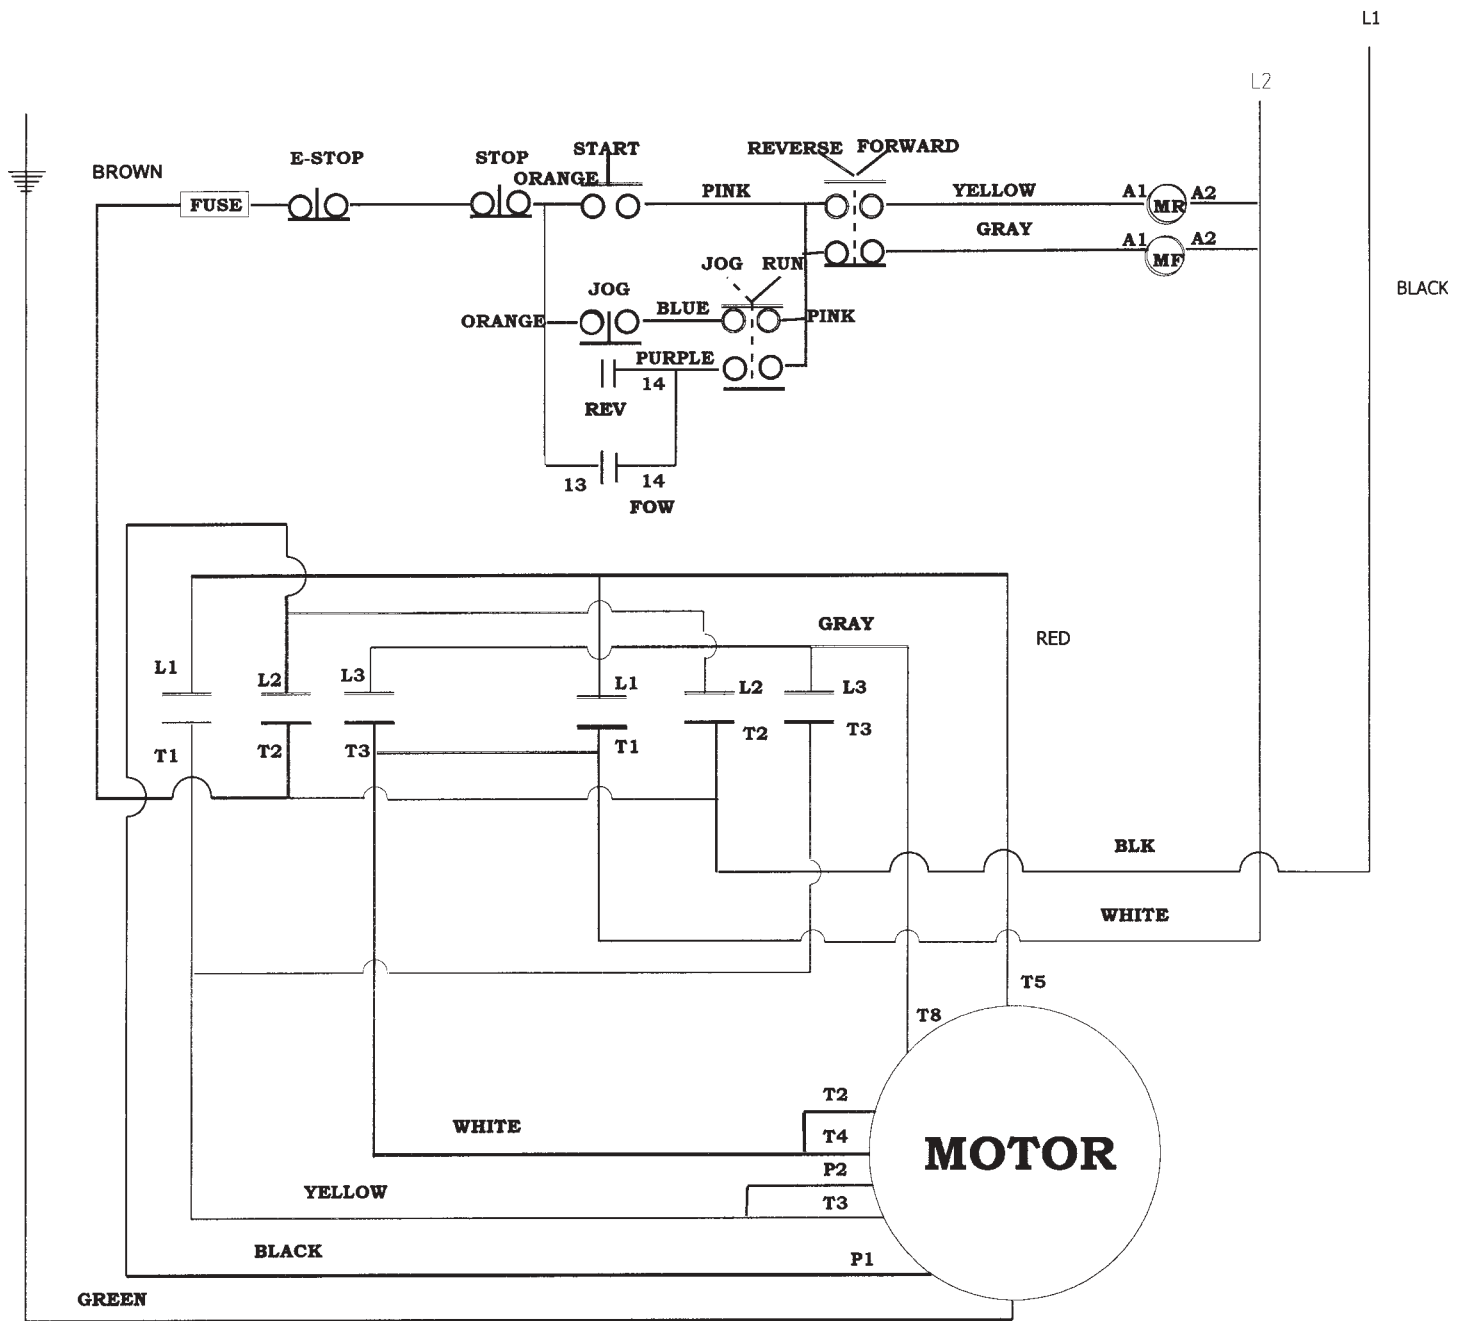 L1
L2
E-STOP
STOP
START
REVERSE FORWARD
BROWN
ORANGE
PINK
YELLOW
A1
MR
A2
FUSE
GRAY
A1
MF
A2
JOG
RUN
JOG
BLUE
ORANGE
PINK
BLACK
PURPLE
14
REV
13
14
FOW
GRAY
RED
L1
L2
L3
L1
L2
L3
T1
T2
T3
T1
T2
T3
BLK
WHITE
T5
T8
T2
WHITE
T4
MOTOR
P2
YELLOW
T3
BLACK
P1
GREEN